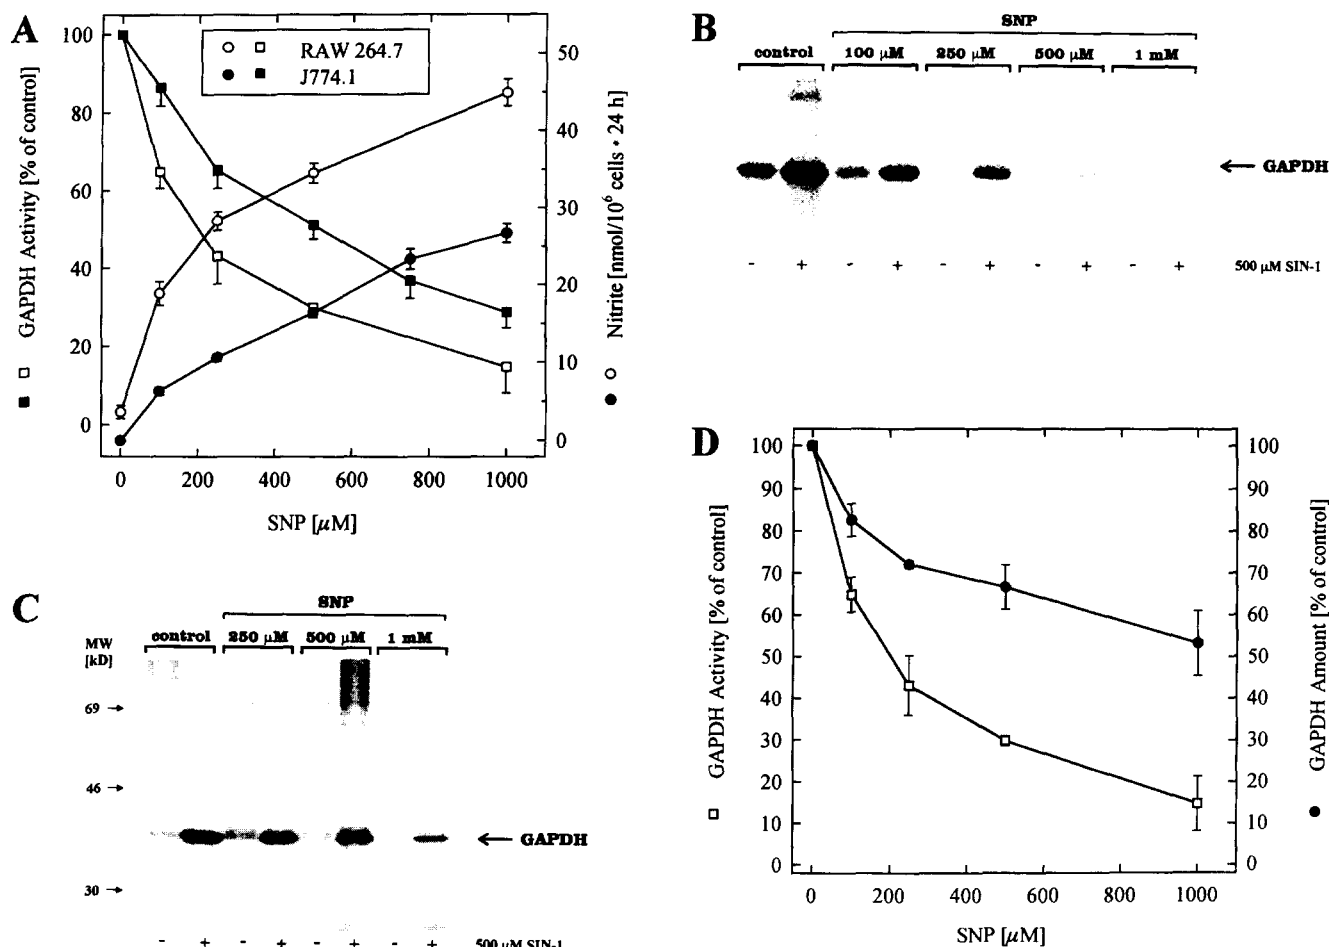 A
GAPDH Activity [% of control]
100
80
60
40
20
0
RAW 264.7
J774.1
50
40
30
20
10
0
Nitrite [nmol/10⁶ cells • 24 h]
0 200 400 600 800 1000
SNP [μM]
B
SNP
control 100 μM 250 μM 500 μM 1 mM
GAPDH
- + - + - + - + - +
500 μM SIN-1
C
SNP
control 250 μM 500 μM 1 mM
MW
[kD]
69
46
GAPDH
30
- + - + - + - +
500 μM SIN-1
D
GAPDH Activity [% of control]
100
90
80
70
60
50
40
30
20
10
0
100
90
80
70
60
50
40
30
20
10
0
GAPDH Amount [% of control]
0 200 400 600 800 1000
SNP [μM]